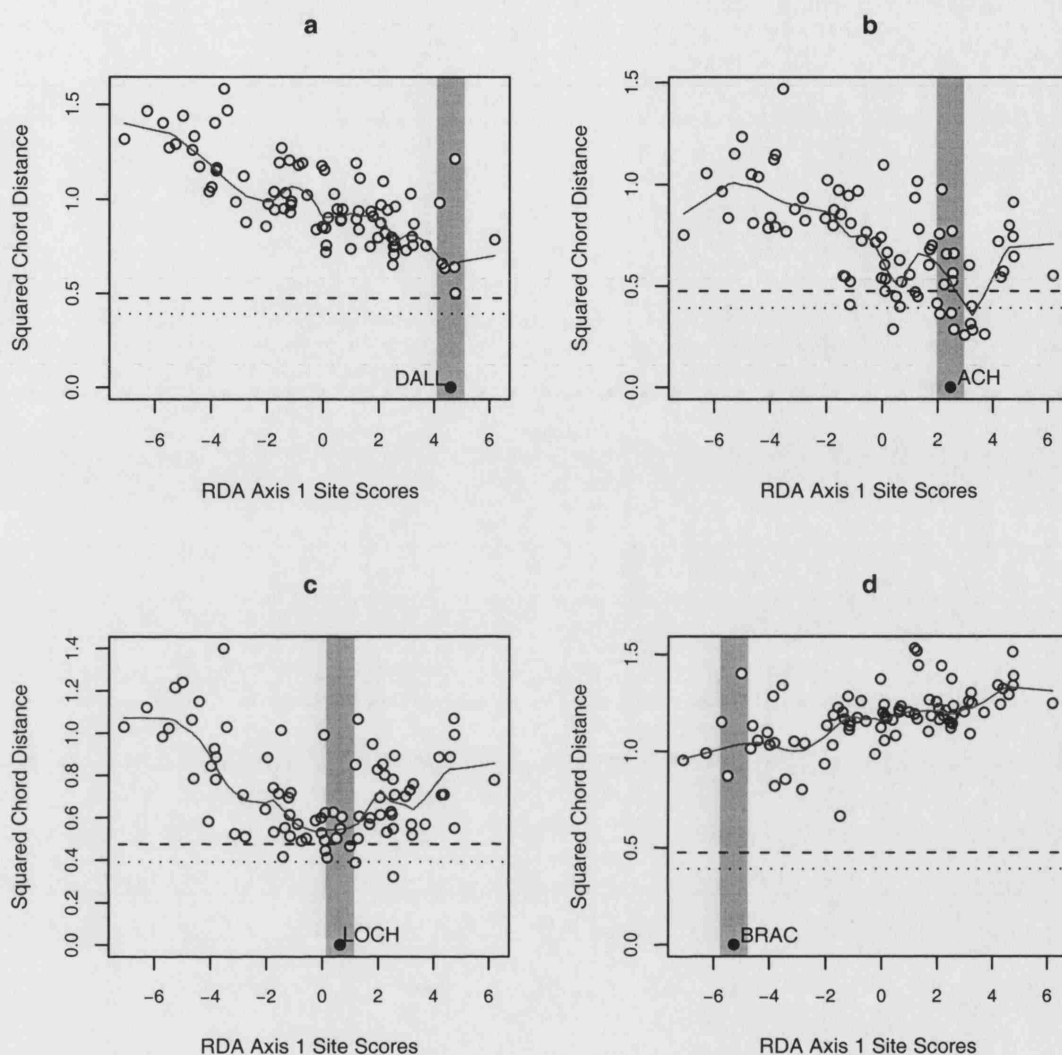 a
Squared Chord Distance
1.5
1.0
0.5
0.0
DALL
-6 -4 -2 0 2 4 6
RDA Axis 1 Site Scores
b
Squared Chord Distance
1.5
1.0
0.5
0.0
ACH
-6 -4 -2 0 2 4 6
RDA Axis 1 Site Scores
c
Squared Chord Distance
1.4
1.2
1.0
0.8
0.6
0.4
0.2
0.0
LOCH
-6 -4 -2 0 2 4 6
RDA Axis 1 Site Scores
d
Squared Chord Distance
1.5
1.0
0.5
0.0
BRAC
-6 -4 -2 0 2 4 6
RDA Axis 1 Site Scores